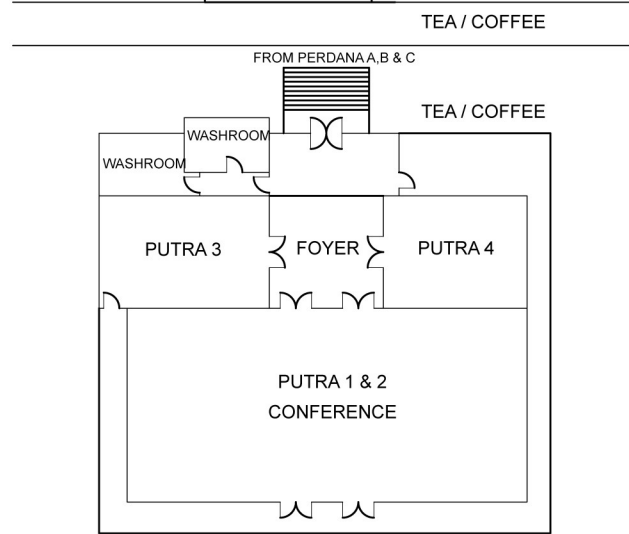 TEA / COFFEE
FROM PERDANA A,B & C
TEA / COFFEE
WASHROOM
WASHROOM
PUTRA 3
FOYER
PUTRA 4
PUTRA 1 & 2
CONFERENCE